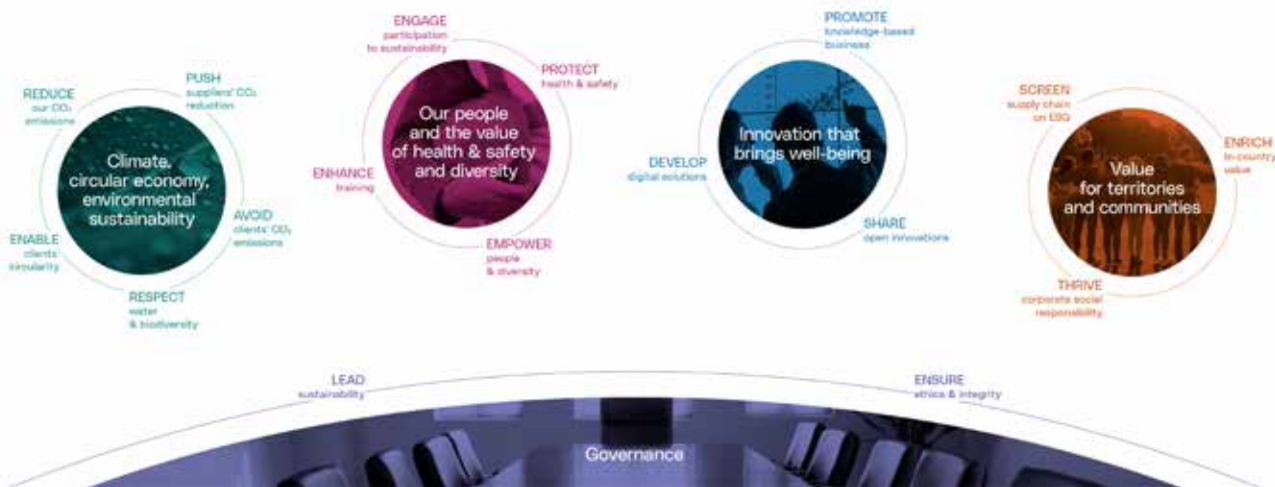 REDUCE
our CO₂
emissions
PUSH
suppliers' CO₂
reduction
Climate,
circular economy,
environmental
sustainability
ENABLE
clients'
circularity
AVOID
clients' CO₂
emissions
RESPECT
water
& biodiversity
ENGAGE
participation
to sustainability
PROTECT
health & safety
Our people
and the value
of health & safety
and diversity
ENHANCE
training
EMPOWER
people
& diversity
PROMOTE
knowledge-based
business
Innovation that
brings well-being
DEVELOP
digital solutions
SHARE
open innovations
SCREEN
supply chain
on ESG
ENRICH
in-country
value
Value
for territories
and communities
THRIVE
corporate social
responsibility
LEAD
sustainability
ENSURE
ethics & integrity
Governance